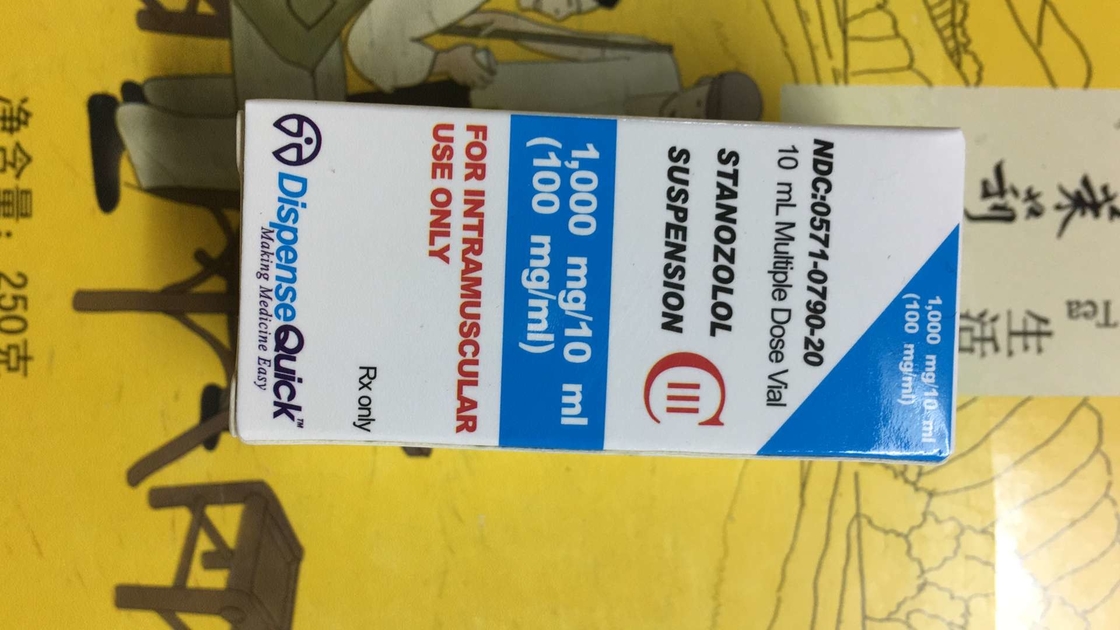 1,000 mg/10 ml
(100 mg/ml)
NDC:0571-0790-20
10 mL Multiple Dose Vial
STANOZOLOL
SUSPENSION
CIII
1,000 mg/10 ml
(100 mg/ml)
FOR INTRAMUSCULAR
USE ONLY
Rx only
DispenseQuick™
Making Medicine Easy
生活
净含量: 250克